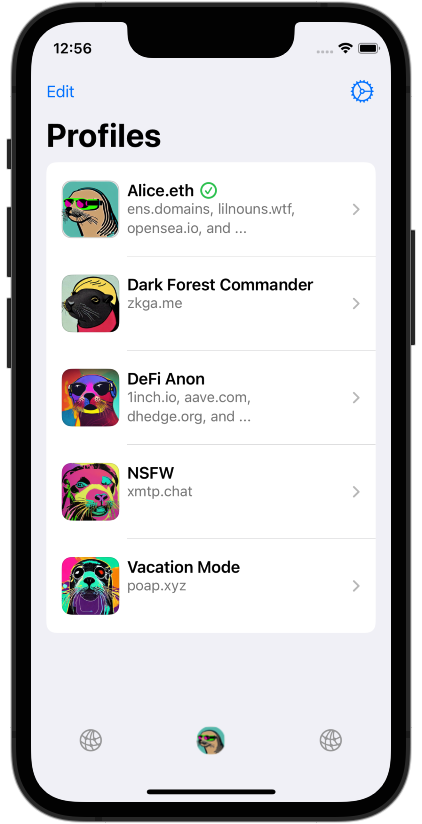 12:56
Edit
Profiles
Alice.eth
ens.domains, lilnouns.wtf,
opensea.io, and ...
Dark Forest Commander
zkga.me
DeFi Anon
1inch.io, aave.com,
dhedge.org, and ...
NSFW
xmtp.chat
Vacation Mode
poap.xyz